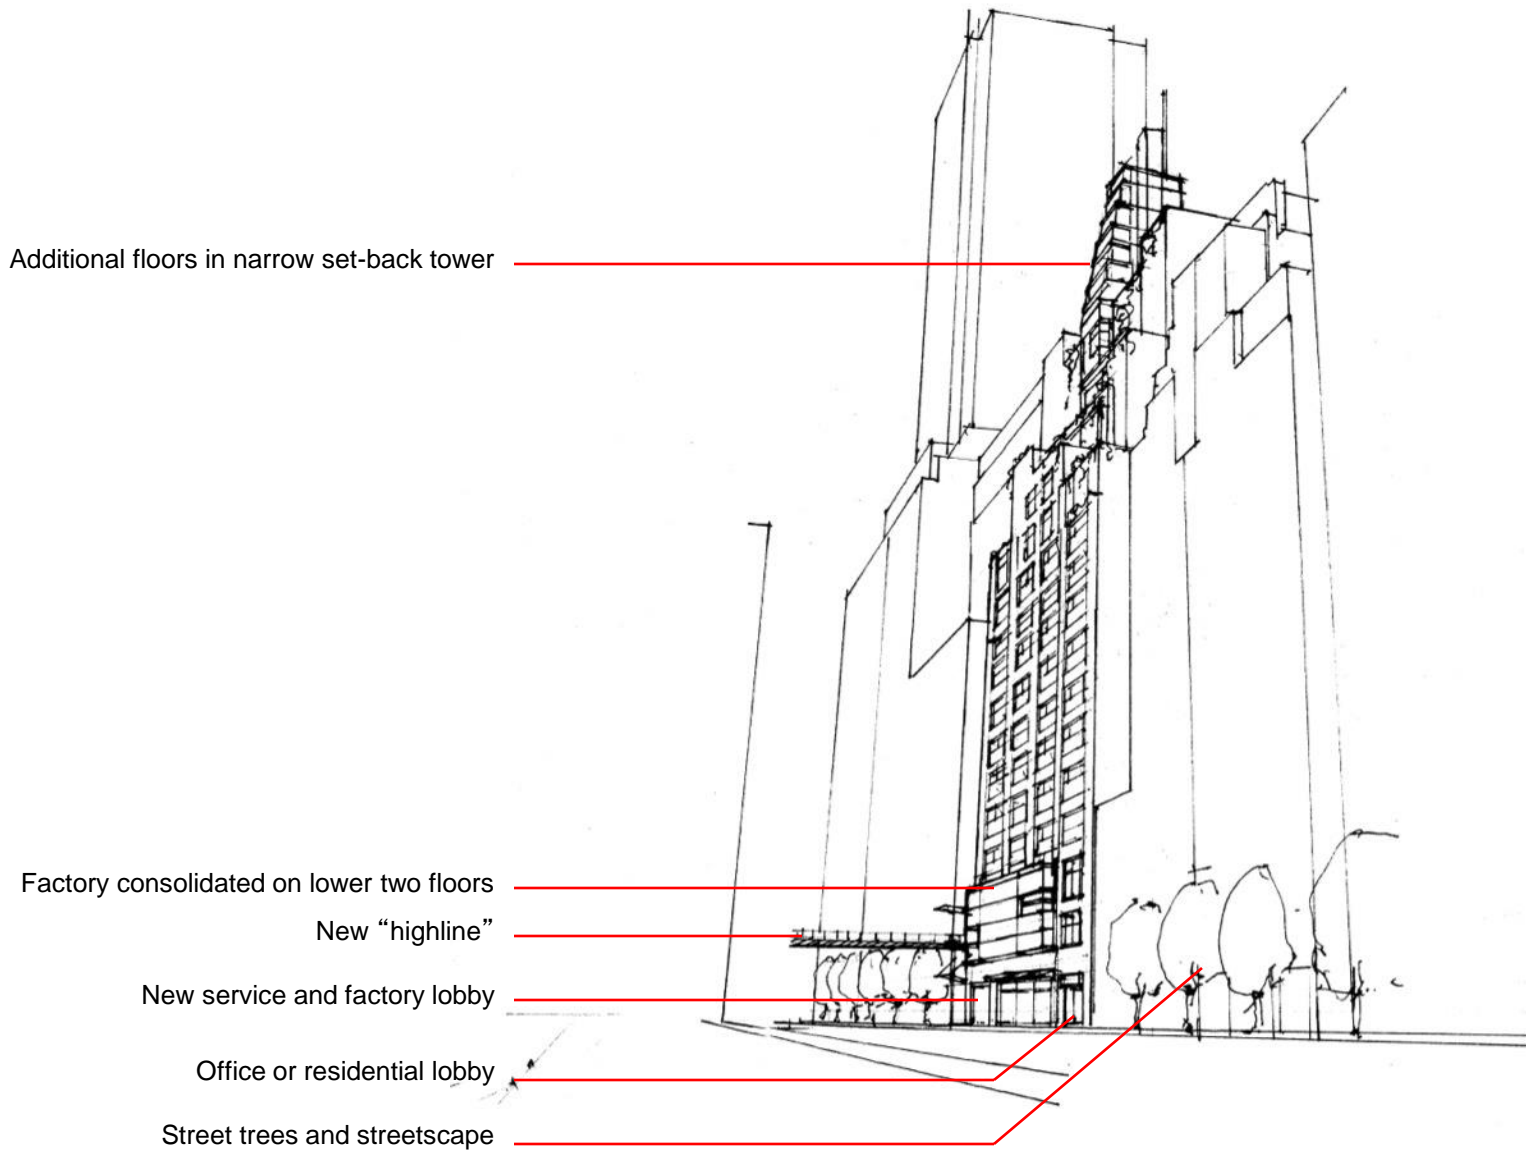 Additional floors in narrow set-back tower
Factory consolidated on lower two floors
New “highline”
New service and factory lobby
Office or residential lobby
Street trees and streetscape